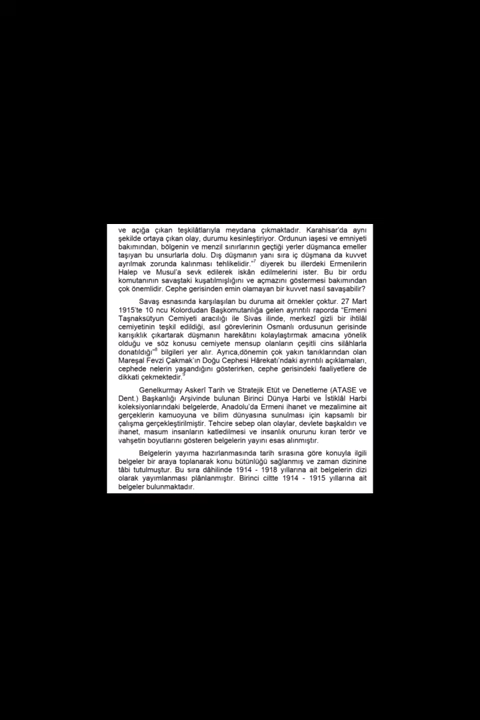 ve açığa çıkan teşkilâtlarıyla meydana çıkmaktadır. Karahisar'da aynı
şekilde ortaya çıkan olay, durumu kesinleştiriyor. Ordunun iaşesi ve emniyeti
bakımından, bölgenin ve menzil sınırlarının geçtiği yerler düşmanca emeller
taşıyan bu unsurlarla dolu. Dış düşmanın yanı sıra iç düşmana da kuvvet
ayrılmak zorunda kalınması tehlikelidir."7 diyerek bu illerdeki Ermenilerin
Halep ve Musul'a sevk edilerek iskân edilmelerini ister. Bu bir ordu
komutanının savaştaki kuşatılmışlığını ve açmazını göstermesi bakımından
çok önemlidir. Cephe gerisinden emin olamayan bir kuvvet nasıl savaşabilir?
Savaş esnasında karşılaşılan bu duruma ait örnekler çoktur. 27 Mart
1915'te 10 ncu Kolordudan Başkomutanlığa gelen ayrıntılı raporda "Ermeni
Taşnaksütyun Cemiyeti aracılığı ile Sivas ilinde, merkezî gizli bir ihtilâl
cemiyetinin teşkil edildiği, asıl görevlerinin Osmanlı ordusunun gerisinde
karışıklık çıkartarak düşmanın harekâtını kolaylaştırmak amacına yönelik
olduğu ve söz konusu cemiyete mensup olanların çeşitli cins silâhlarla
donatıldığı"8 bilgileri yer alır. Ayrıca,dönemin çok yakın tanıklarından olan
Mareşal Fevzi Çakmak'ın Doğu Cephesi Hârekatı'ndaki ayrıntılı açıklamaları,
cephede nelerin yaşandığını gösterirken, cephe gerisindeki faaliyetlere de
dikkati çekmektedir.9
Genelkurmay Askerî Tarih ve Stratejik Etüt ve Denetleme (ATASE ve
Dent.) Başkanlığı Arşivinde bulunan Birinci Dünya Harbi ve İstiklâl Harbi
koleksiyonlarındaki belgelerde, Anadolu'da Ermeni ihanet ve mezalimine ait
gerçeklerin kamuoyuna ve bilim dünyasına sunulması için kapsamlı bir
çalışma gerçekleştirilmiştir. Tehcire sebep olan olaylar, devlete başkaldırı ve
ihanet, masum insanların katledilmesi ve insanlık onurunu kıran terör ve
vahşetin boyutlarını gösteren belgelerin yayını esas alınmıştır.
Belgelerin yayıma hazırlanmasında tarih sırasına göre konuyla ilgili
belgeler bir araya toplanarak konu bütünlüğü sağlanmış ve zaman dizinine
tâbi tutulmuştur. Bu sıra dâhilinde 1914 - 1918 yıllarına ait belgelerin dizi
olarak yayımlanması plânlanmıştır. Birinci ciltte 1914 - 1915 yıllarına ait
belgeler bulunmaktadır.